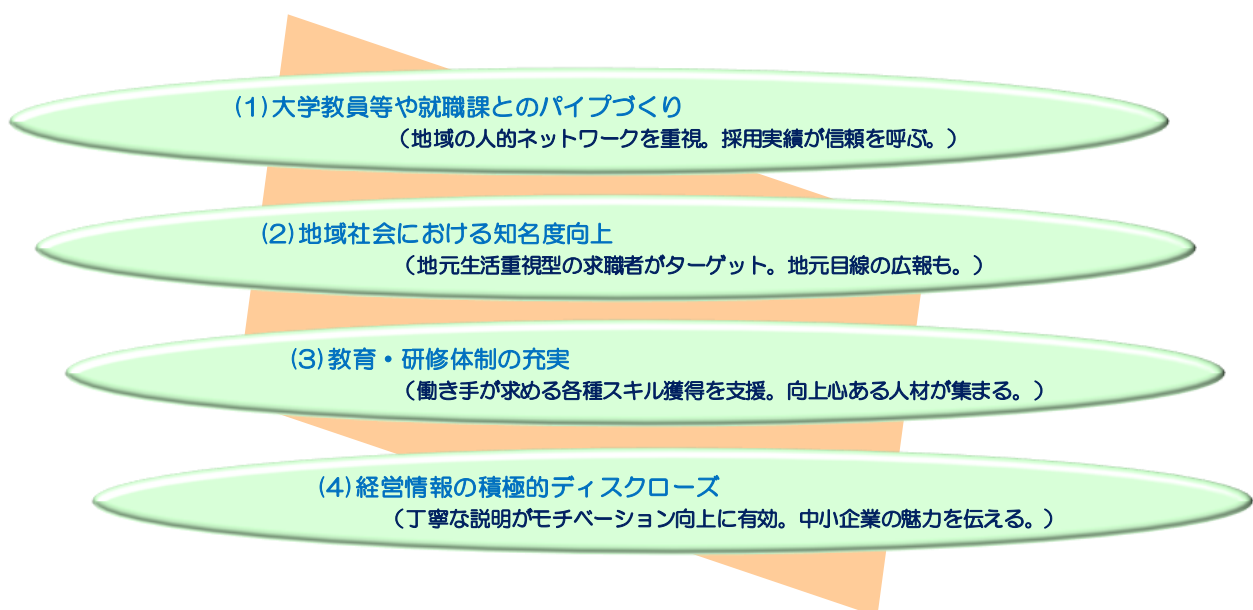 (1)大学教員等や就職課とのパイプづくり
（地域の人的ネットワークを重視。採用実績が信頼を呼ぶ。）
(2)地域社会における知名度向上
（地元生活重視型の求職者がターゲット。地元目線の広報も。）
(3)教育・研修体制の充実
（働き手が求める各種スキル獲得を支援。向上心ある人材が集まる。）
(4)経営情報の積極的ディスクローズ
（丁寧な説明がモチベーション向上に有効。中小企業の魅力を伝える。）